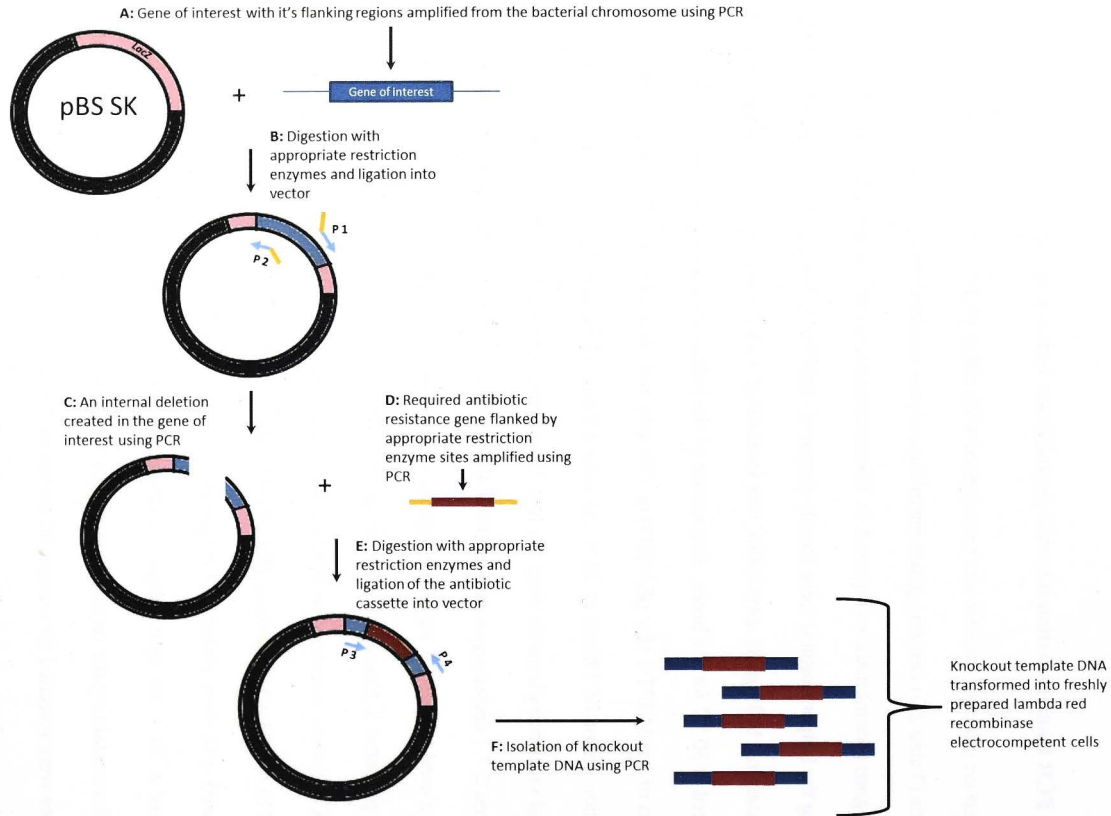 A: Gene of interest with it's flanking regions amplified from the bacterial chromosome using PCR
LacZ
pBS SK
+
Gene of interest
B: Digestion with
appropriate restriction
enzymes and ligation into
vector
P 1
P 2
C: An internal deletion
created in the gene of
interest using PCR
D: Required antibiotic
resistance gene flanked by
appropriate restriction
enzyme sites amplified using
PCR
+
E: Digestion with appropriate
restriction enzymes and
ligation of the antibiotic
cassette into vector
P 3
P 4
F: Isolation of knockout
template DNA using PCR
Knockout template DNA
transformed into freshly
prepared lambda red
recombinase
electrocompetent cells